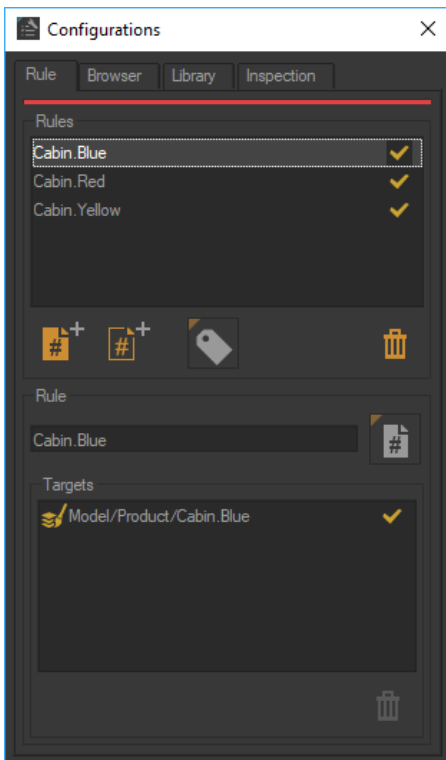 Configurations
Rule Browser Library Inspection
Rules
Cabin.Blue
Cabin.Red
Cabin.Yellow
# # #
Rule
Cabin.Blue
Targets
Model/Product/Cabin.Blue